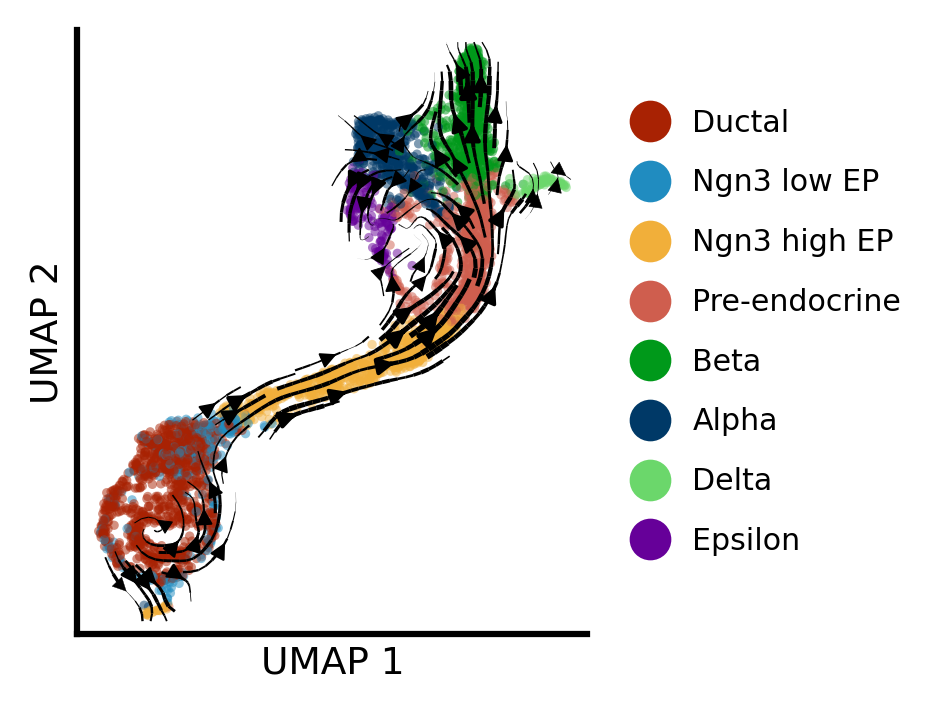 UMAP 2
UMAP 1
Ductal
Ngn3 low EP
Ngn3 high EP
Pre-endocrine
Beta
Alpha
Delta
Epsilon